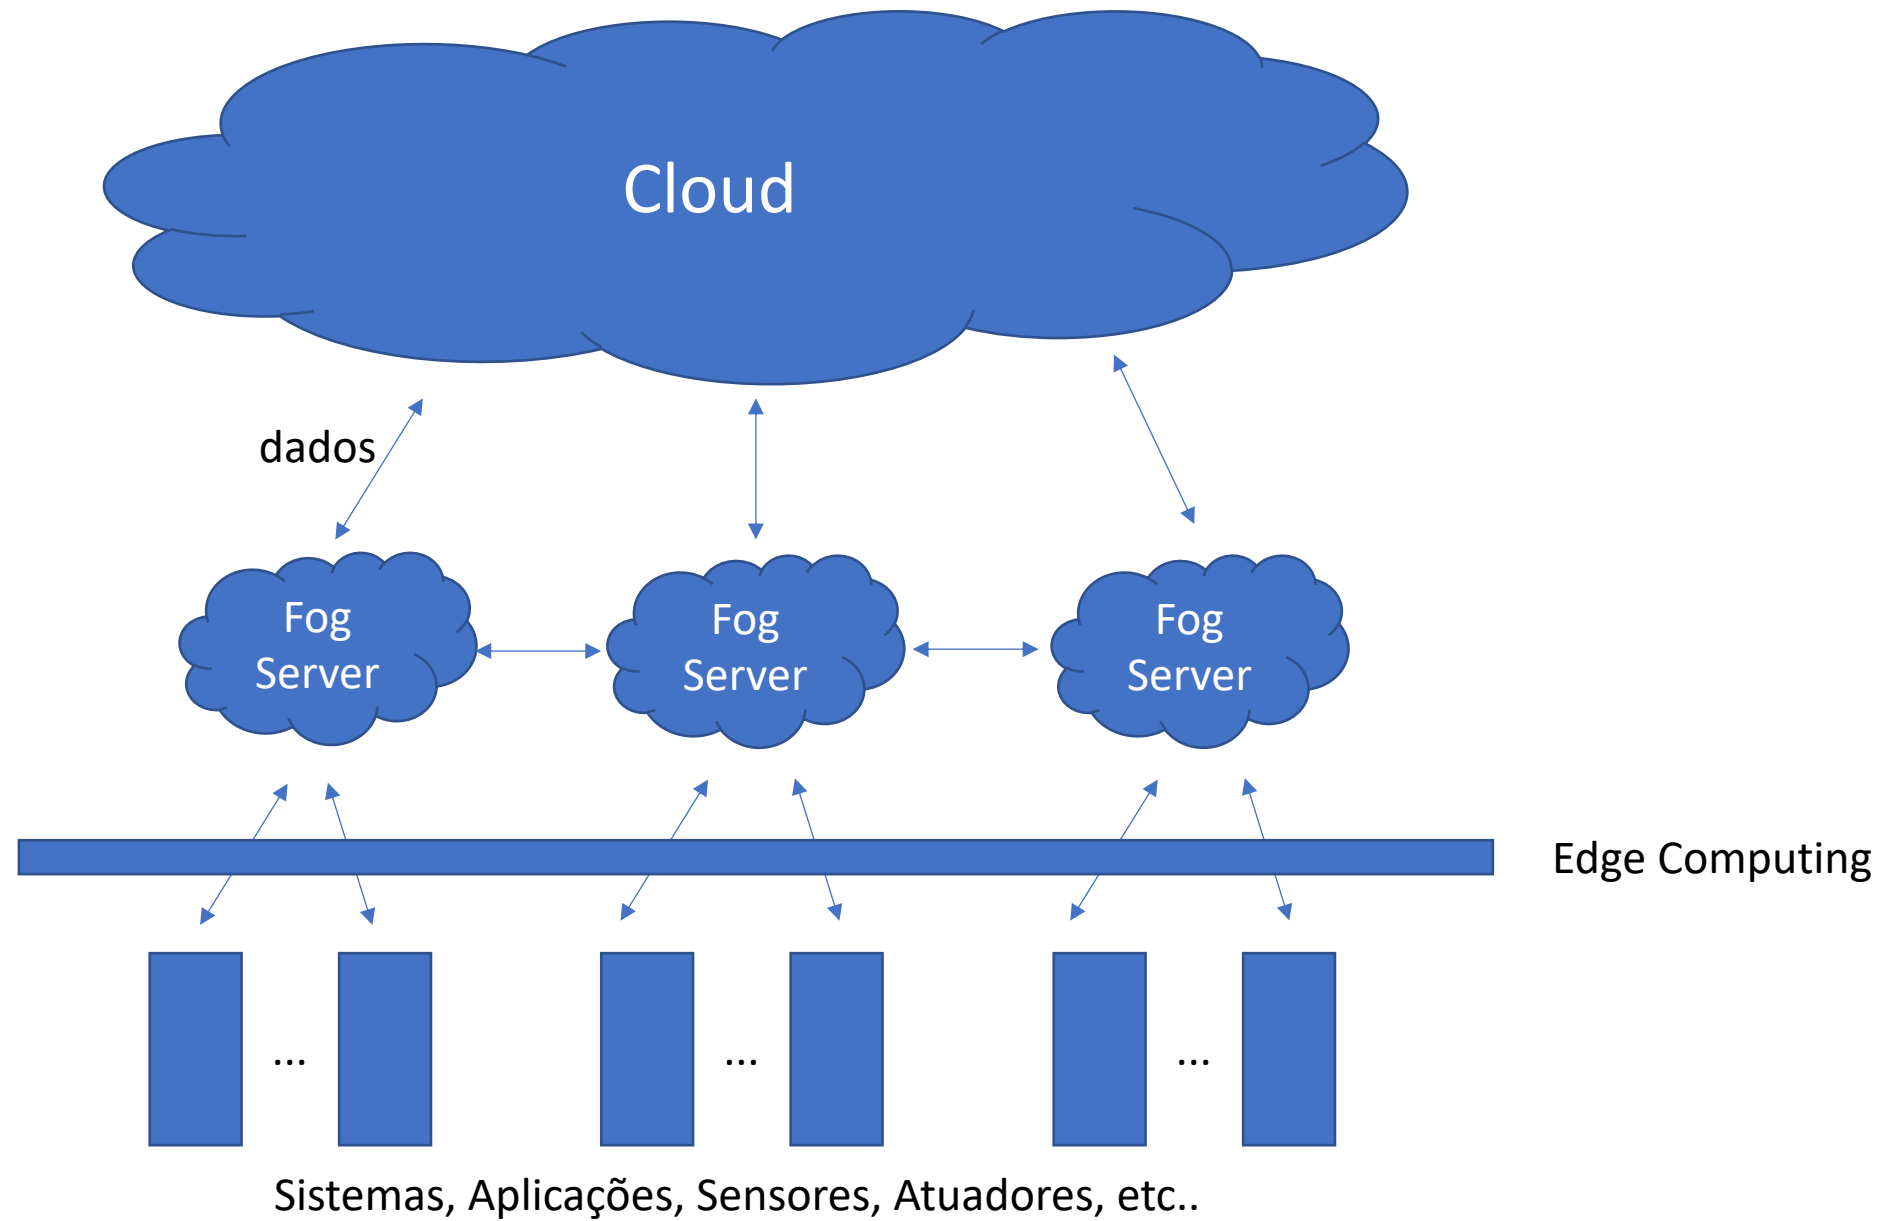 Cloud
dados
Fog
Server
Fog
Server
Fog
Server
Edge Computing
...
...
...
Sistemas, Aplicações, Sensores, Atuadores, etc..